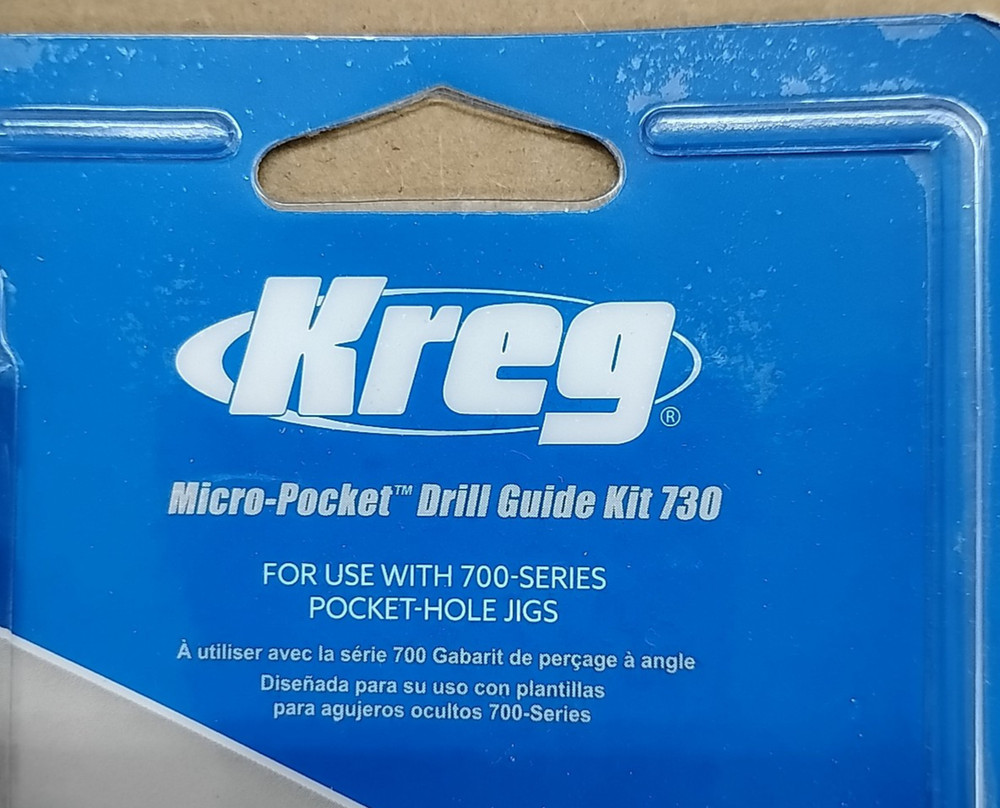 Kreg®
Micro-Pocket™ Drill Guide Kit 730
FOR USE WITH 700-SERIES
POCKET-HOLE JIGS
À utiliser avec la série 700 Gabarit de perçage à angle
Diseñada para su uso con plantillas
para agujeros ocultos 700-Series